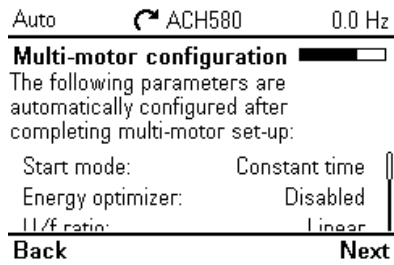 Auto ACH580 0.0 Hz
Multi-motor configuration
The following parameters are
automatically configured after
completing multi-motor set-up:
Start mode: Constant time
Energy optimizer: Disabled
U/f ratio: Linear
Back Next